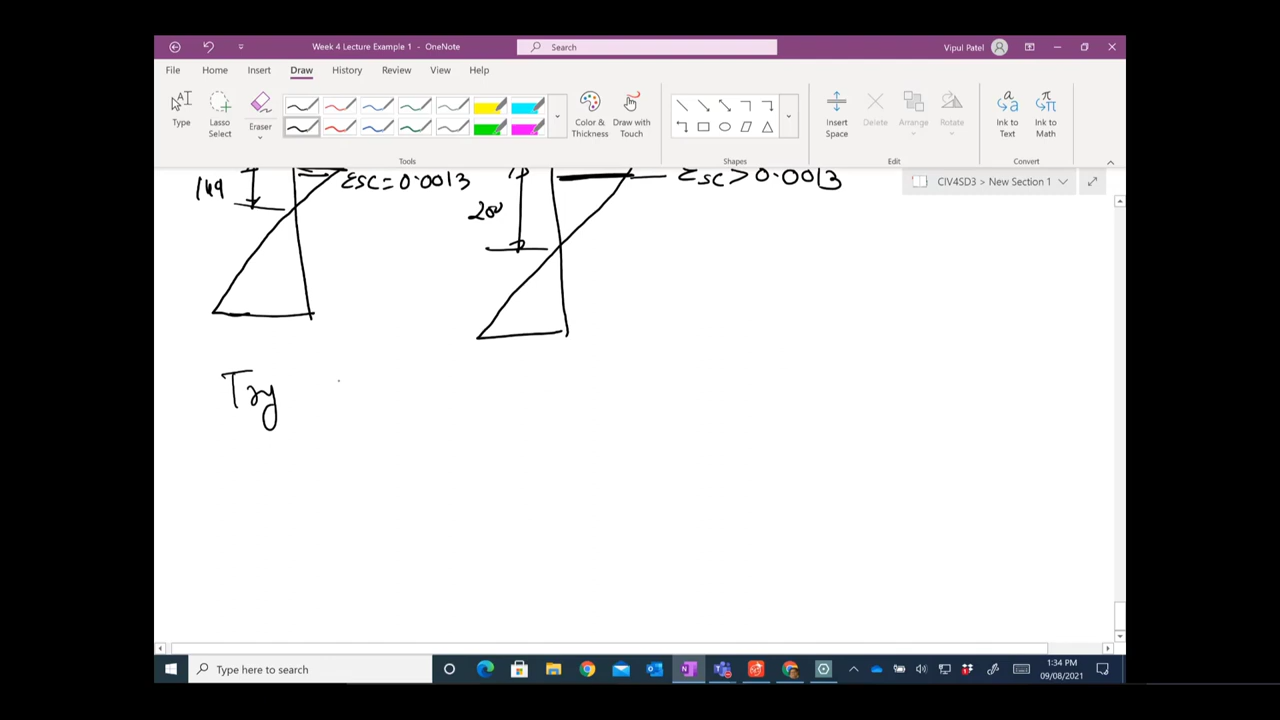 Week 4 Lecture Example 1 - OneNote
Search
Vipul Patel
File Home Insert Draw History Review View Help
Type
Lasso Select
Eraser
Color & Thickness
Draw with Touch
Insert Space
Delete
Arrange
Rotate
Ink to Text
Ink to Math
Tools
Shapes
Edit
Convert
CIV4SD3 > New Section 1
169
εsc = 0.0013
200
εsc > 0.0013
Try
Type here to search
1:34 PM
09/08/2021